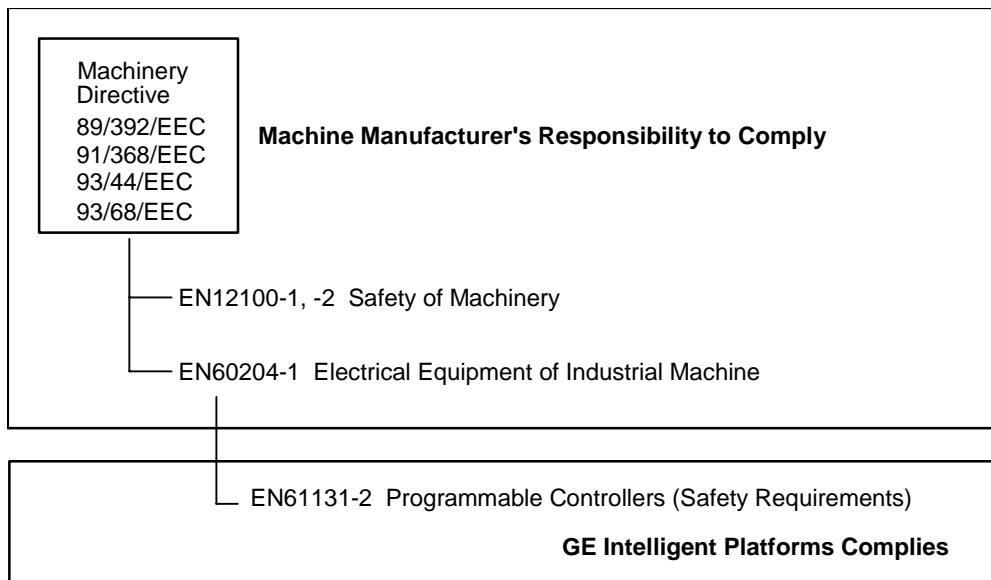 Machinery
Directive
89/392/EEC
91/368/EEC
93/44/EEC
93/68/EEC
Machine Manufacturer's Responsibility to Comply
EN12100-1, -2  Safety of Machinery
EN60204-1  Electrical Equipment of Industrial Machine
EN61131-2  Programmable Controllers (Safety Requirements)
GE Intelligent Platforms Complies